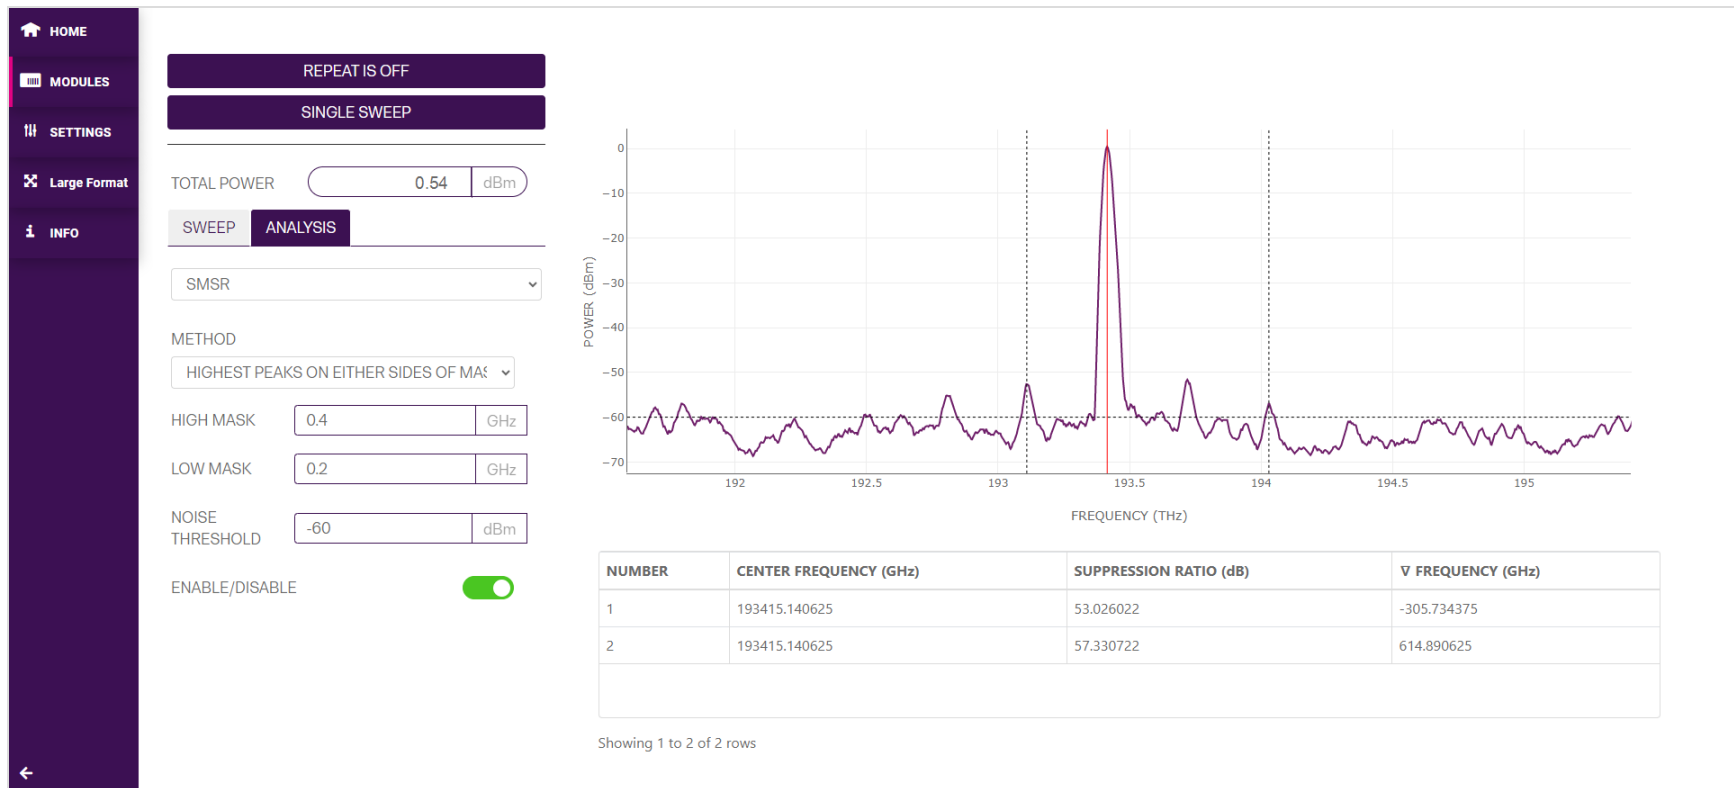 HOME
MODULES
SETTINGS
Large Format
INFO
REPEAT IS OFF
SINGLE SWEEP
TOTAL POWER 0.54 dBm
SWEEP ANALYSIS
SMSR
METHOD
HIGHEST PEAKS ON EITHER SIDES OF MAS
HIGH MASK 0.4 GHz
LOW MASK 0.2 GHz
NOISE
THRESHOLD -60 dBm
ENABLE/DISABLE
POWER (dBm)
0
−10
−20
−30
−40
−50
−60
−70
192 192.5 193 193.5 194 194.5 195
FREQUENCY (THz)
NUMBER CENTER FREQUENCY (GHz) SUPPRESSION RATIO (dB) ∇ FREQUENCY (GHz)
1 193415.140625 53.026022 -305.734375
2 193415.140625 57.330722 614.890625
Showing 1 to 2 of 2 rows